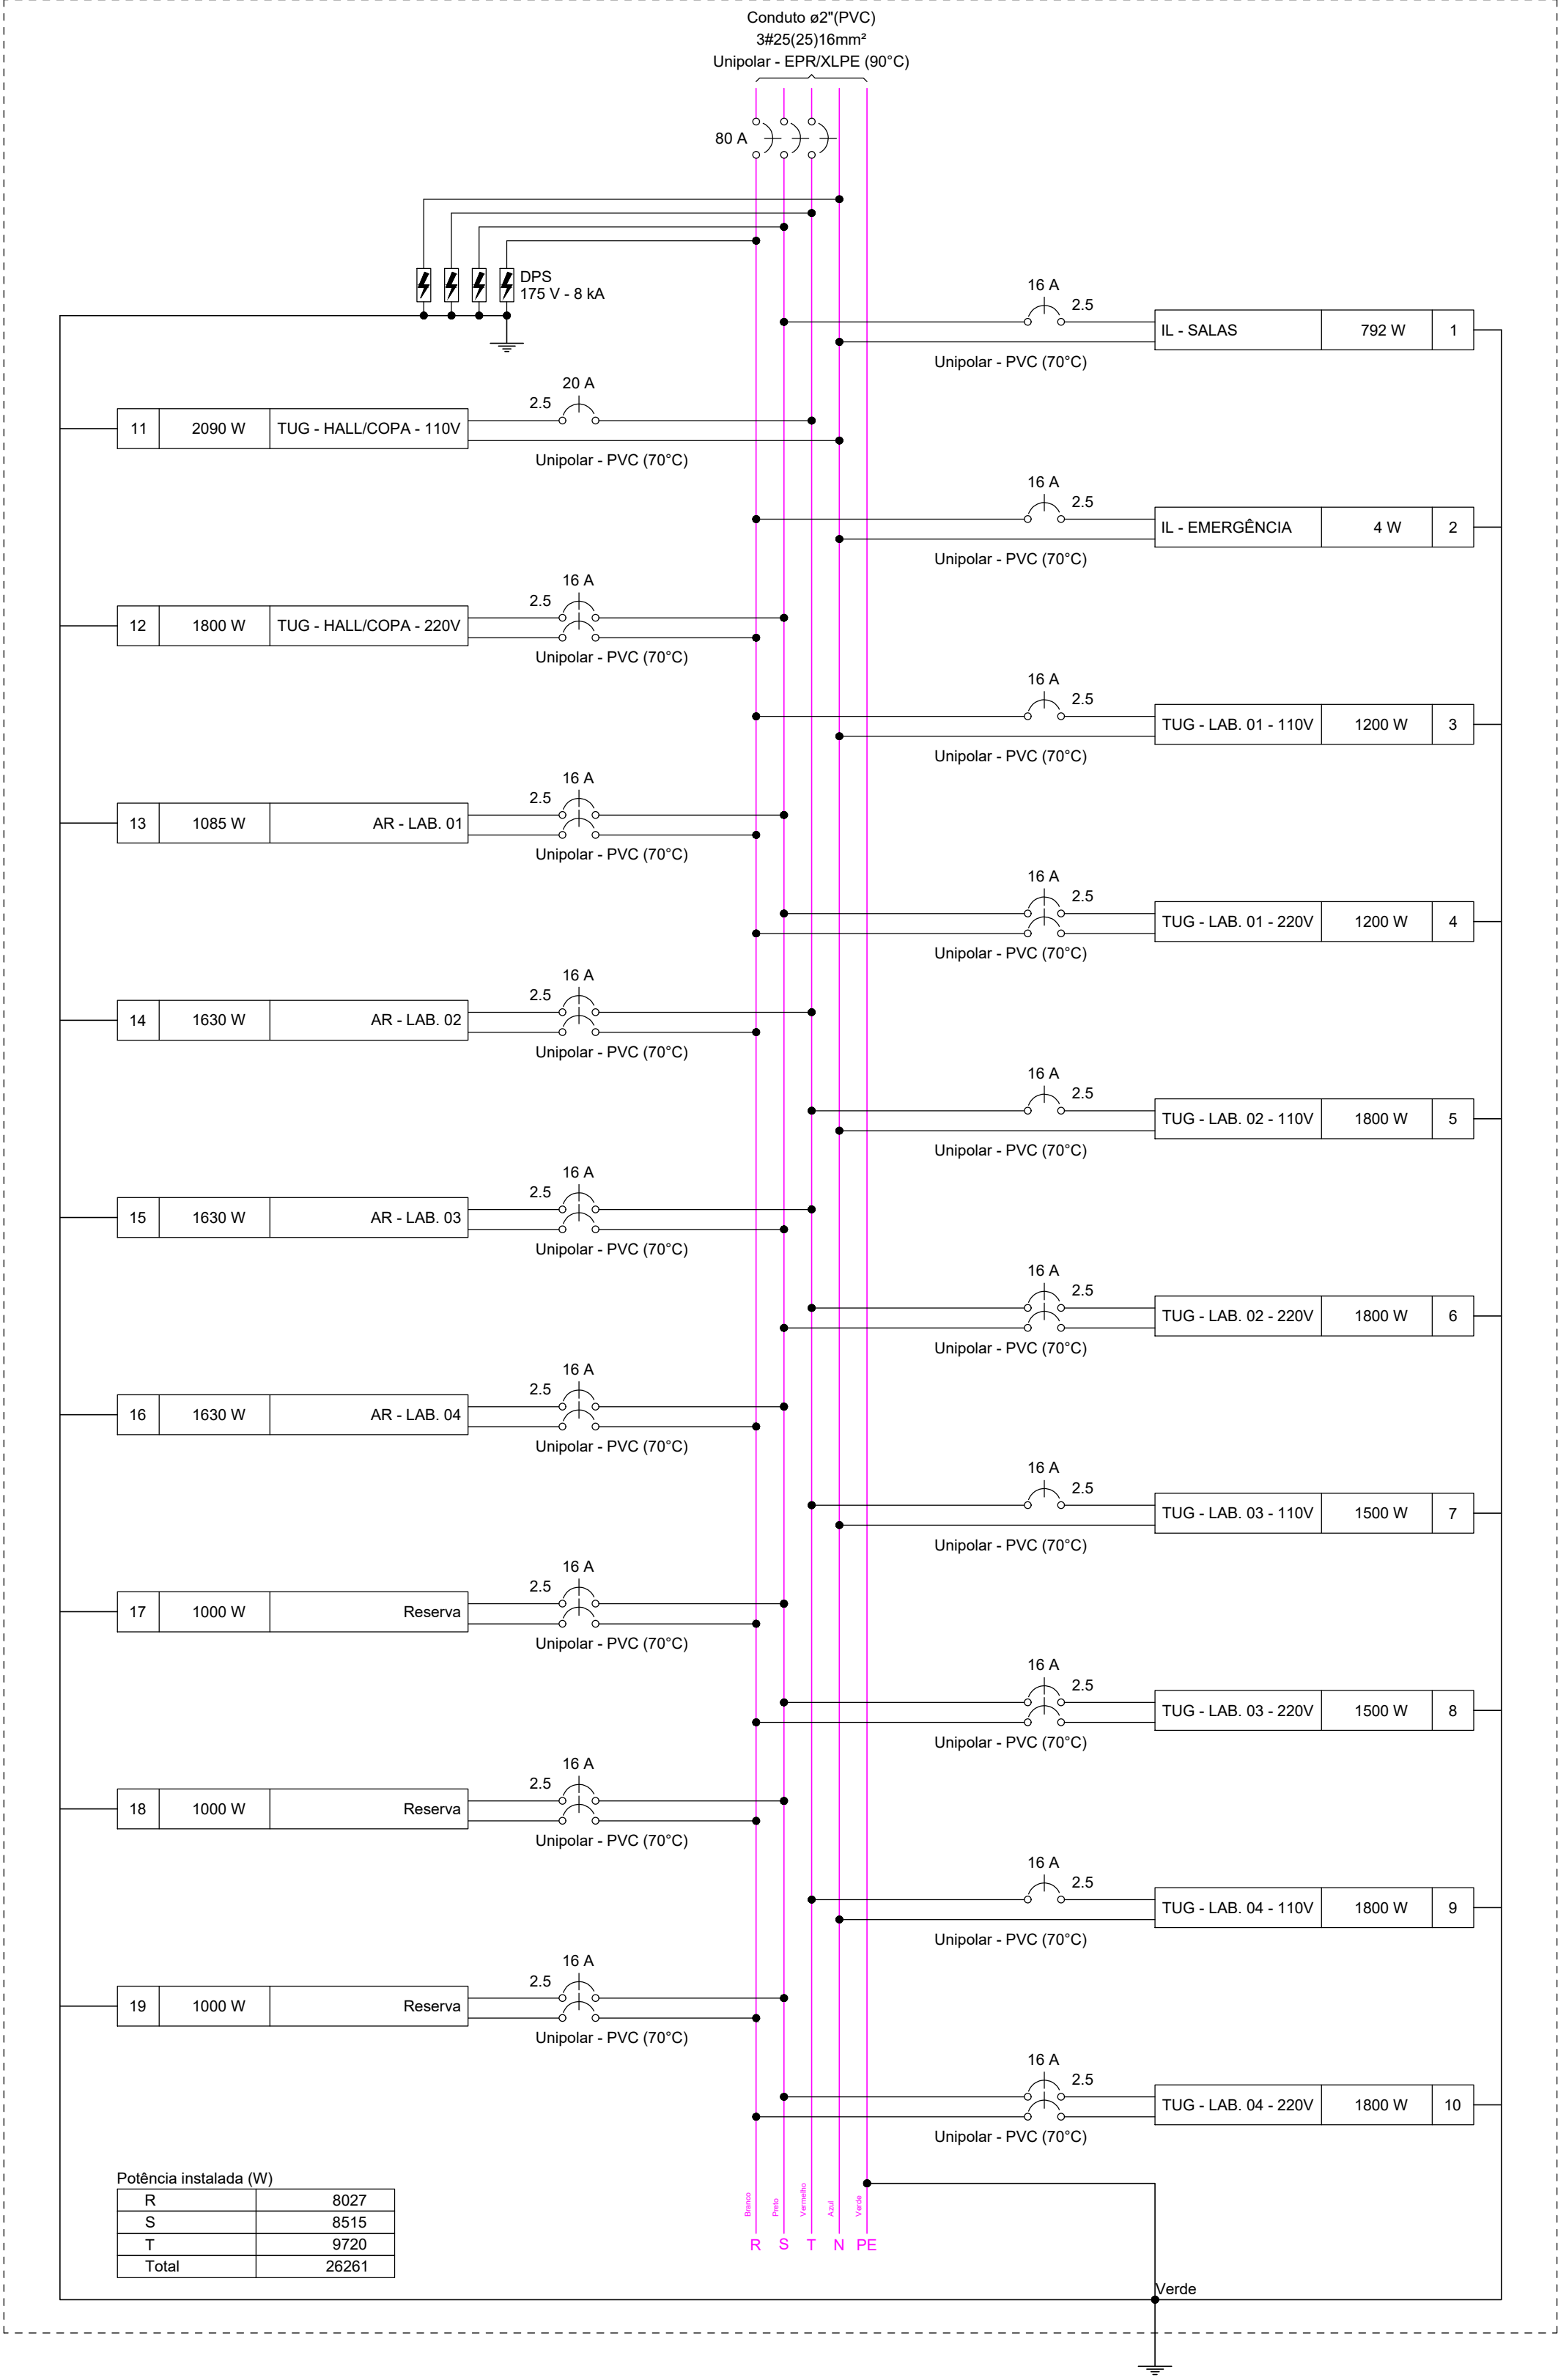 Conduto ø2"(PVC)
3#25(25)16mm²
Unipolar - EPR/XLPE (90°C)
80 A
DPS
175 V - 8 kA
16 A
2.5
IL - SALAS 792 W 1
Unipolar - PVC (70°C)
20 A
2.5
11 2090 W TUG - HALL/COPA - 110V
Unipolar - PVC (70°C)
16 A
2.5
IL - EMERGÊNCIA 4 W 2
Unipolar - PVC (70°C)
16 A
2.5
12 1800 W TUG - HALL/COPA - 220V
Unipolar - PVC (70°C)
16 A
2.5
TUG - LAB. 01 - 110V 1200 W 3
Unipolar - PVC (70°C)
16 A
2.5
13 1085 W AR - LAB. 01
Unipolar - PVC (70°C)
16 A
2.5
TUG - LAB. 01 - 220V 1200 W 4
Unipolar - PVC (70°C)
16 A
2.5
14 1630 W AR - LAB. 02
Unipolar - PVC (70°C)
16 A
2.5
TUG - LAB. 02 - 110V 1800 W 5
Unipolar - PVC (70°C)
16 A
2.5
15 1630 W AR - LAB. 03
Unipolar - PVC (70°C)
16 A
2.5
TUG - LAB. 02 - 220V 1800 W 6
Unipolar - PVC (70°C)
16 A
2.5
16 1630 W AR - LAB. 04
Unipolar - PVC (70°C)
16 A
2.5
TUG - LAB. 03 - 110V 1500 W 7
Unipolar - PVC (70°C)
16 A
2.5
17 1000 W Reserva
Unipolar - PVC (70°C)
16 A
2.5
TUG - LAB. 03 - 220V 1500 W 8
Unipolar - PVC (70°C)
16 A
2.5
18 1000 W Reserva
Unipolar - PVC (70°C)
16 A
2.5
TUG - LAB. 04 - 110V 1800 W 9
Unipolar - PVC (70°C)
16 A
2.5
19 1000 W Reserva
Unipolar - PVC (70°C)
16 A
2.5
TUG - LAB. 04 - 220V 1800 W 10
Unipolar - PVC (70°C)
Potência instalada (W)
R 8027
S 8515
T 9720
Total 26261
Branco
Preto
Vermelho
Azul
Verde
R S T N PE
Verde